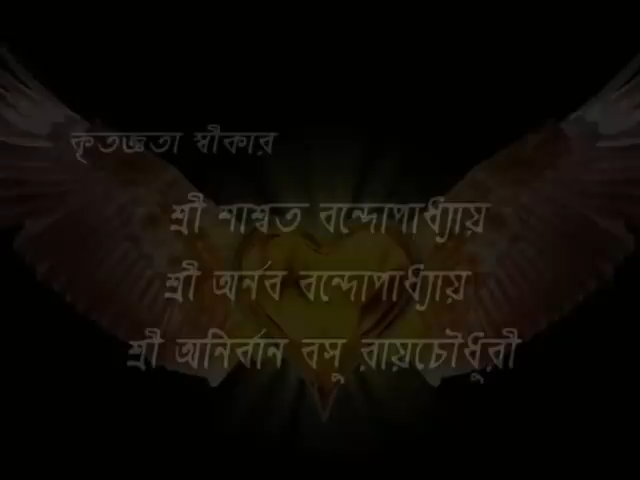 কৃতজ্ঞতা স্বীকার
শ্রী শাশ্বত বন্দোপাধ্যায়
শ্রী অর্নব বন্দোপাধ্যায়
শ্রী অনির্বান বসু রায়চৌধুরী